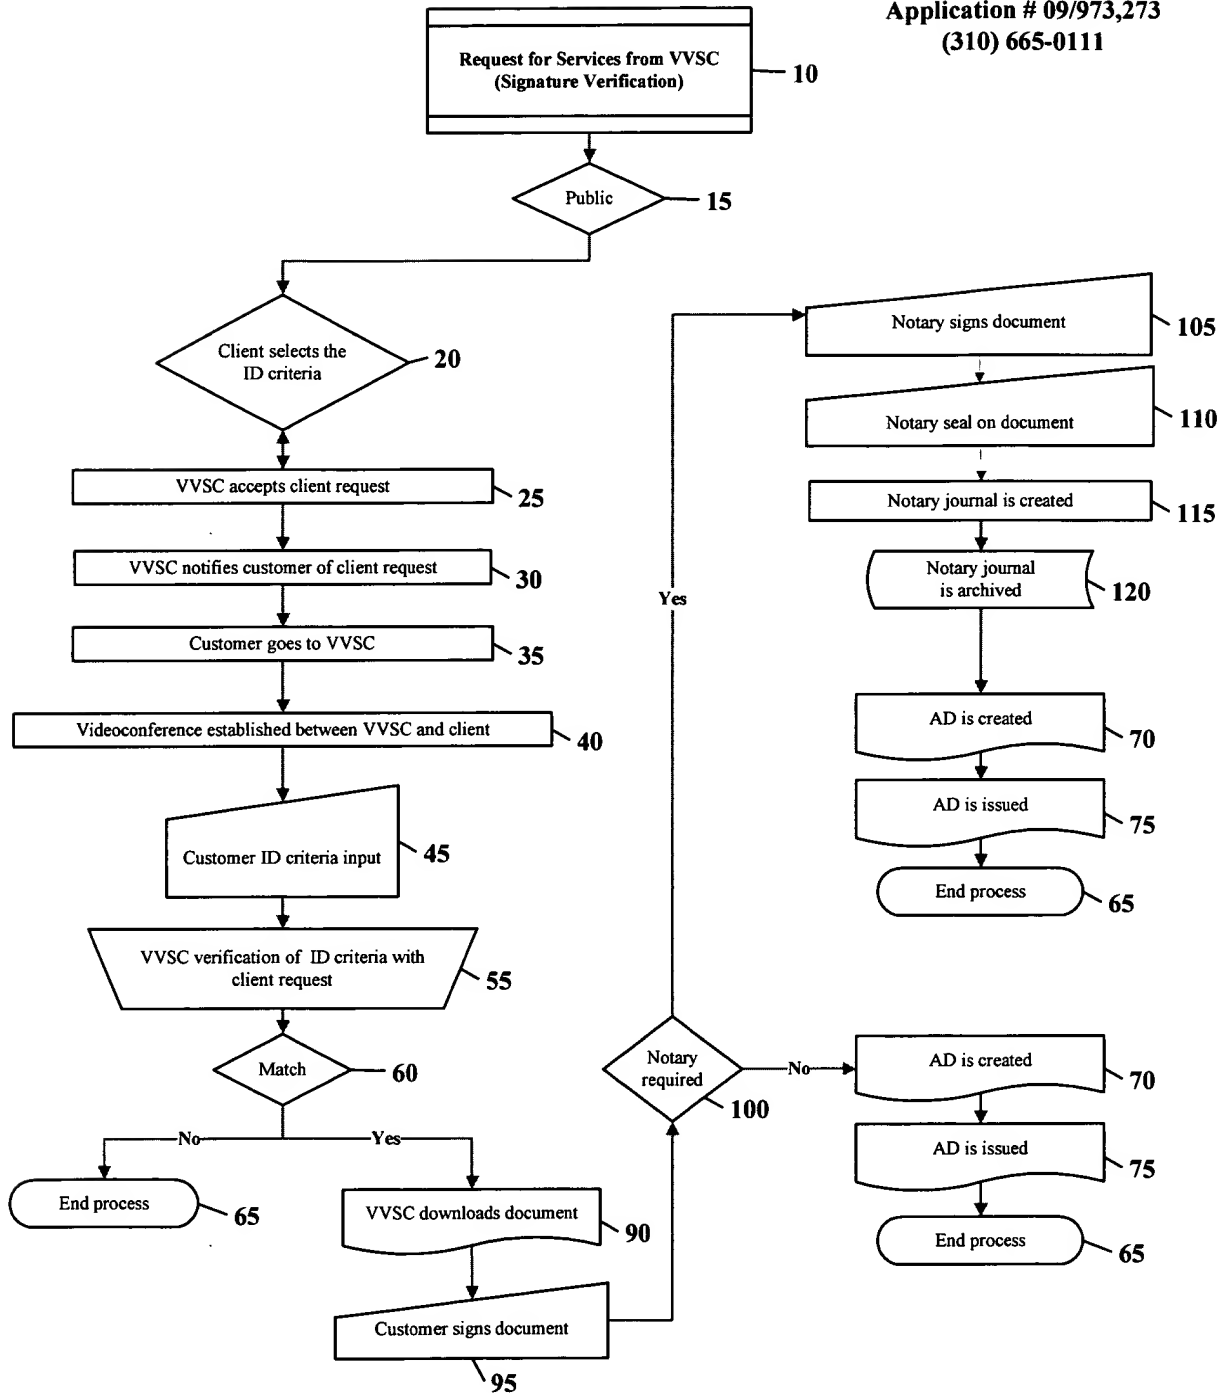 Application # 09/973,273
(310) 665-0111
Request for Services from VVSC
(Signature Verification)
10
Public
15
Client selects the
ID criteria
20
VVSC accepts client request
25
VVSC notifies customer of client request
30
Customer goes to VVSC
35
Videoconference established between VVSC and client
40
Customer ID criteria input
45
VVSC verification of ID criteria with
client request
55
Match
60
No
Yes
End process
65
VVSC downloads document
90
Customer signs document
95
Notary
required
100
Yes
No
Notary signs document
105
Notary seal on document
110
Notary journal is created
115
Notary journal
is archived
120
AD is created
70
AD is issued
75
End process
65
AD is created
70
AD is issued
75
End process
65